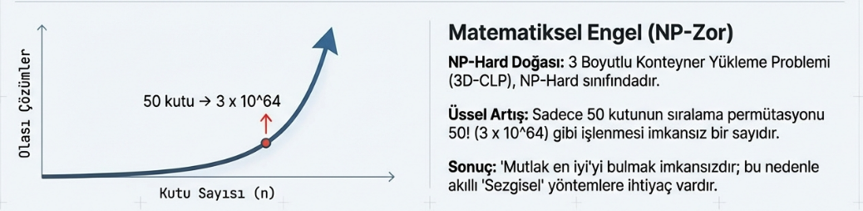 Olası Çözümler
50 kutu → 3 x 10^64
Kutu Sayısı (n)
Matematiksel Engel (NP-Zor)
NP-Hard Doğası: 3 Boyutlu Konteyner Yükleme Problemi
(3D-CLP), NP-Hard sınıfındadır.
Üssel Artış: Sadece 50 kutunun sıralama permütasyonu
50! (3 x 10^64) gibi işlenmesi imkansız bir sayıdır.
Sonuç: 'Mutlak en iyi'yi bulmak imkansızdır; bu nedenle
akıllı 'Sezgisel' yöntemlere ihtiyaç vardır.